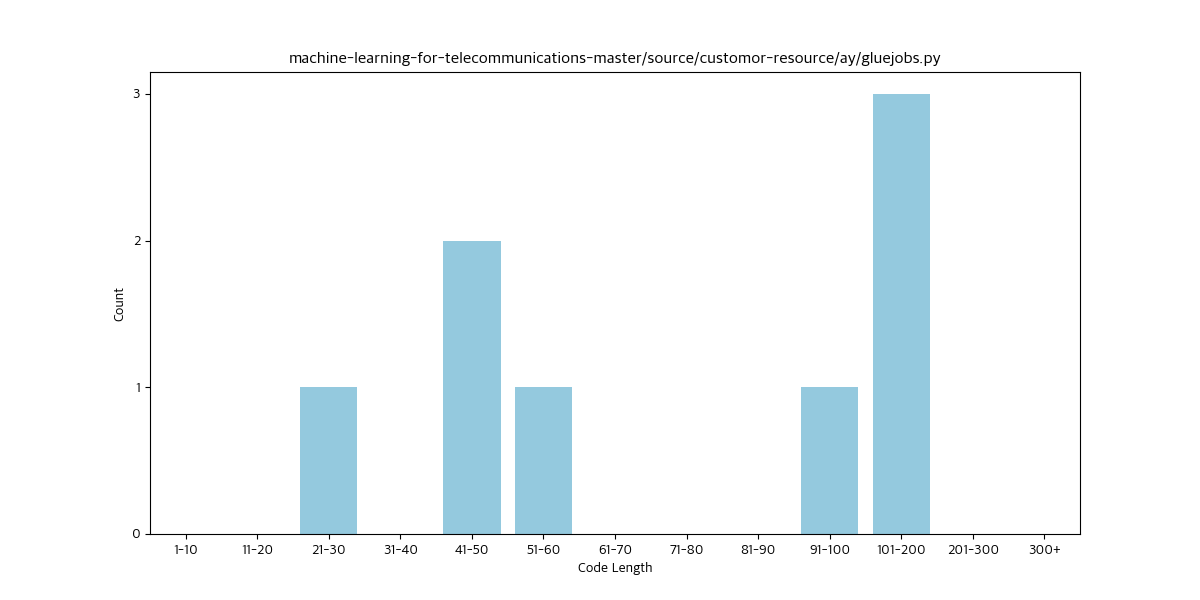 machine-learning-for-telecommunications-master/source/customor-resource/ay/gluejobs.py
3
2
1
0
Count
1-10 11-20 21-30 31-40 41-50 51-60 61-70 71-80 81-90 91-100 101-200 201-300 300+
Code Length